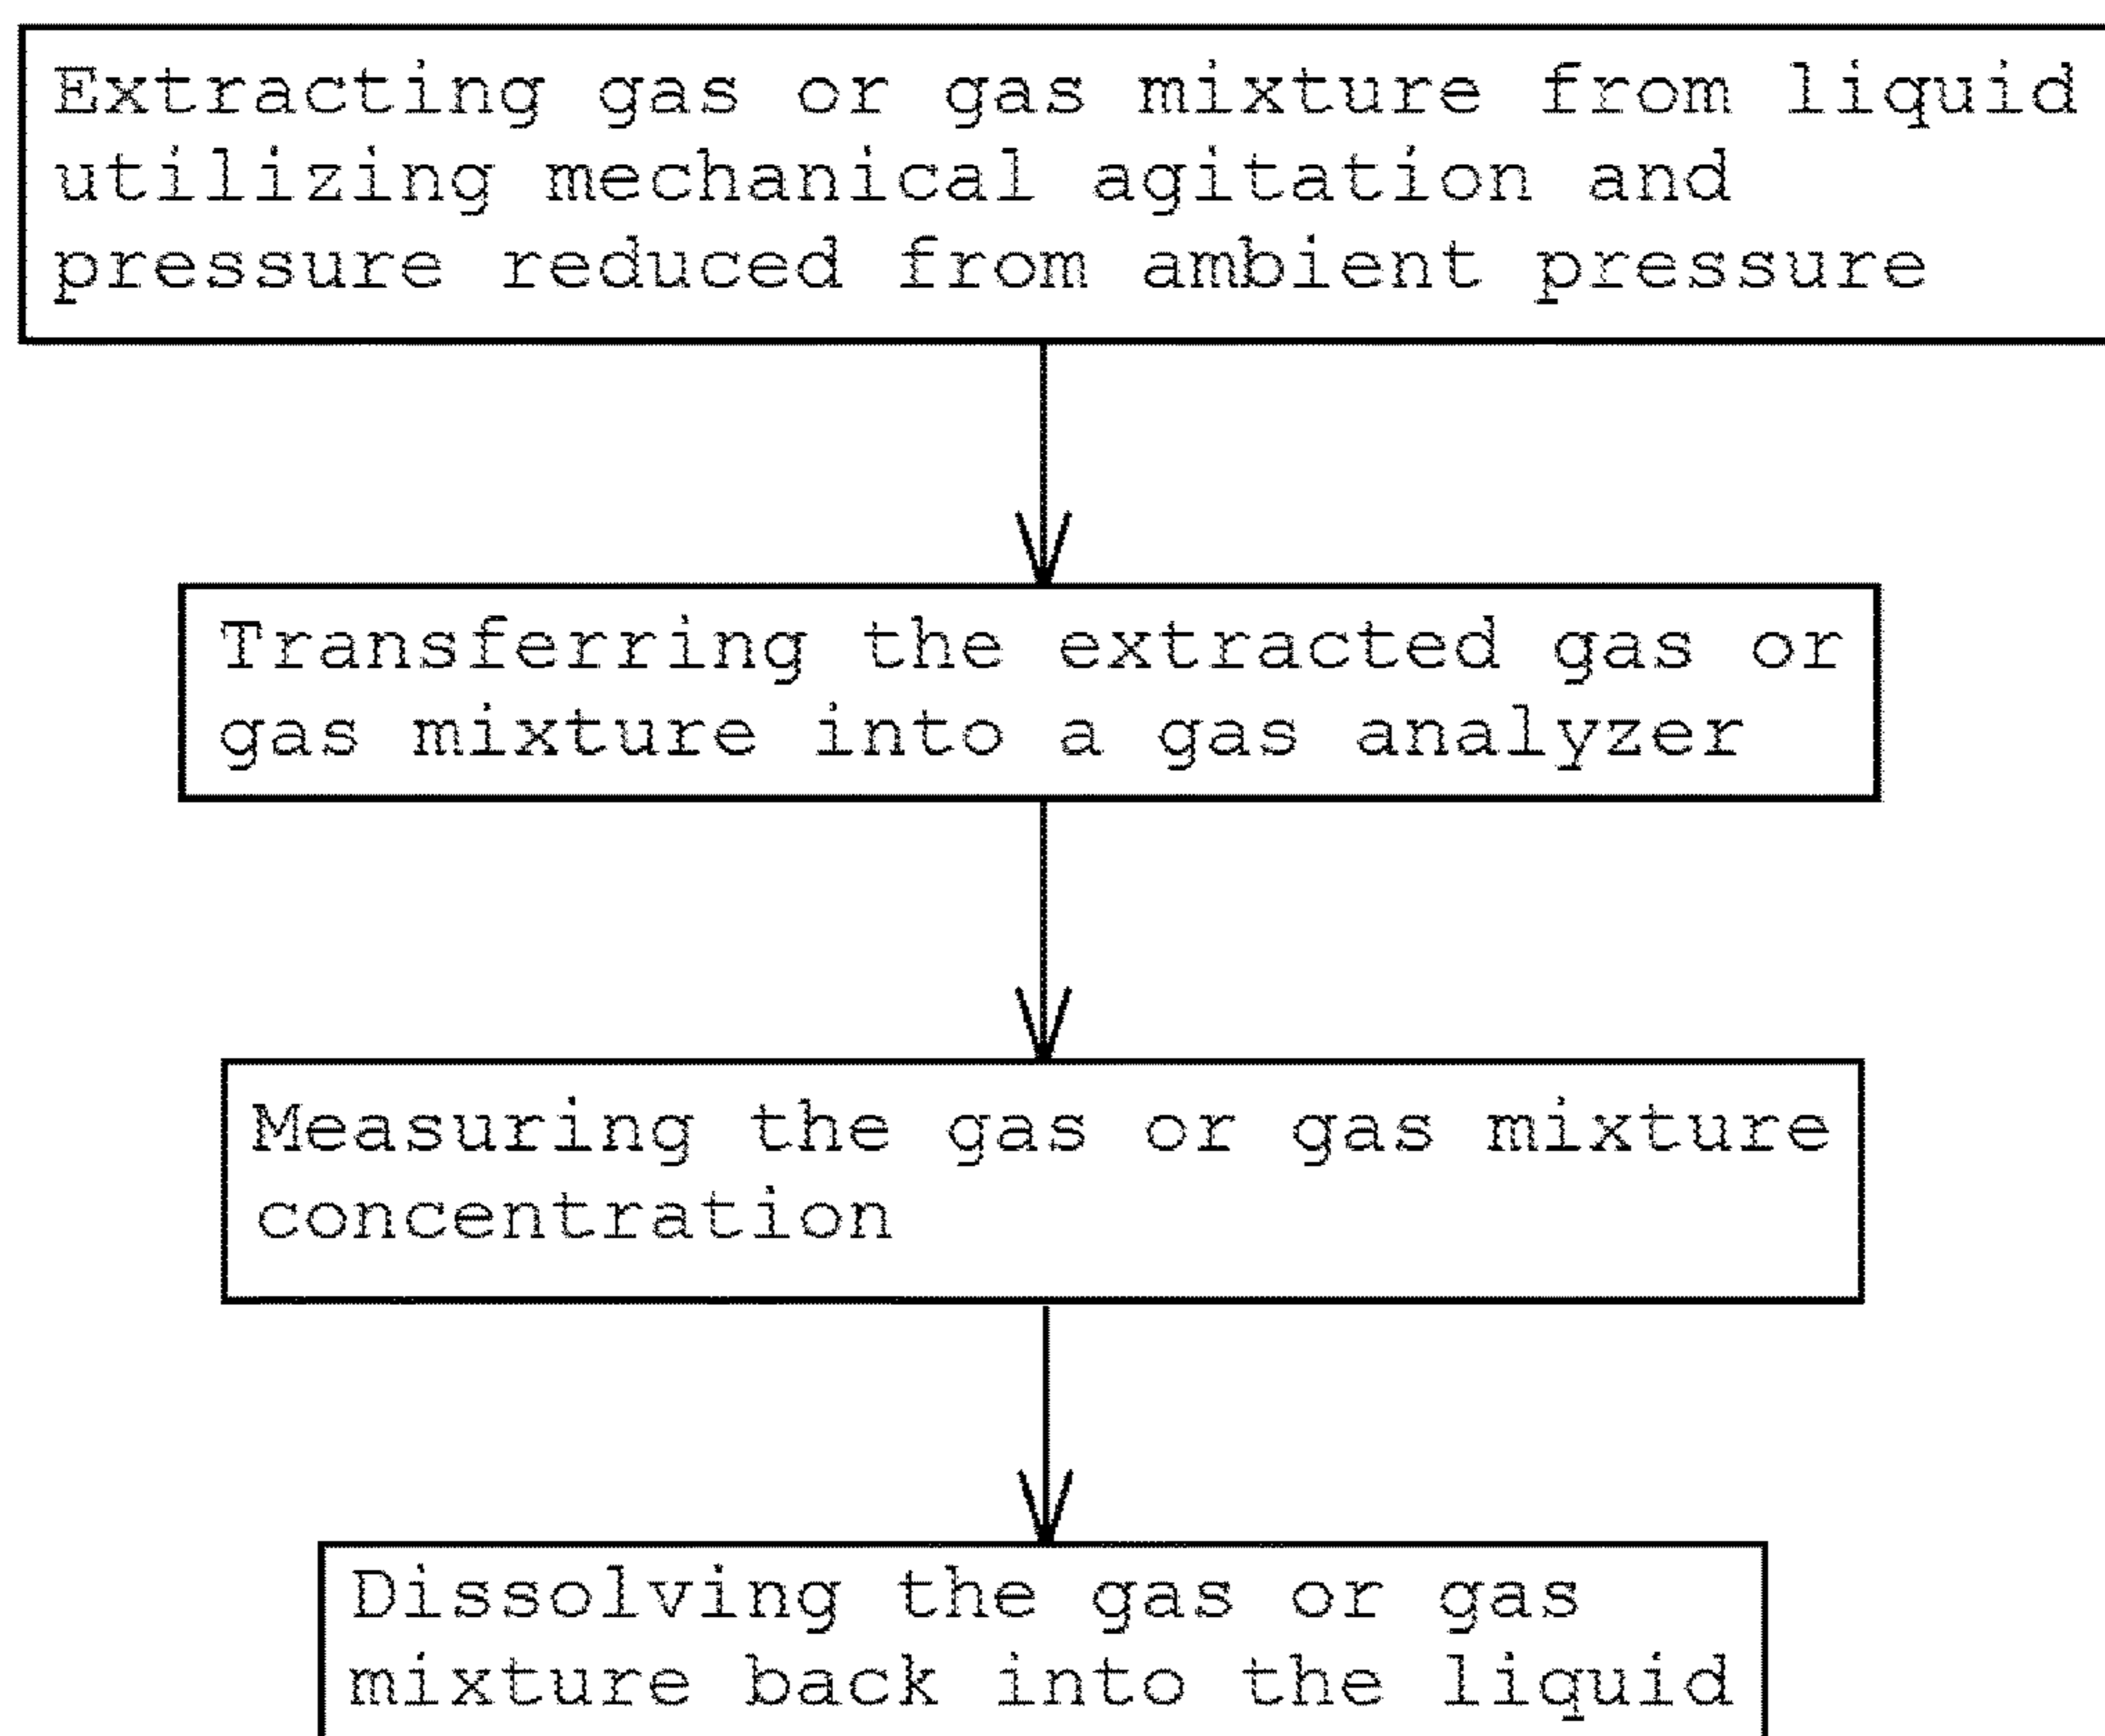 Extracting gas or gas mixture from liquid
utilizing mechanical agitation and
pressure reduced from ambient pressure
Transferring the extracted gas or
gas mixture into a gas analyzer
Measuring the gas or gas mixture
concentration
Dissolving the gas or gas
mixture back into the liquid